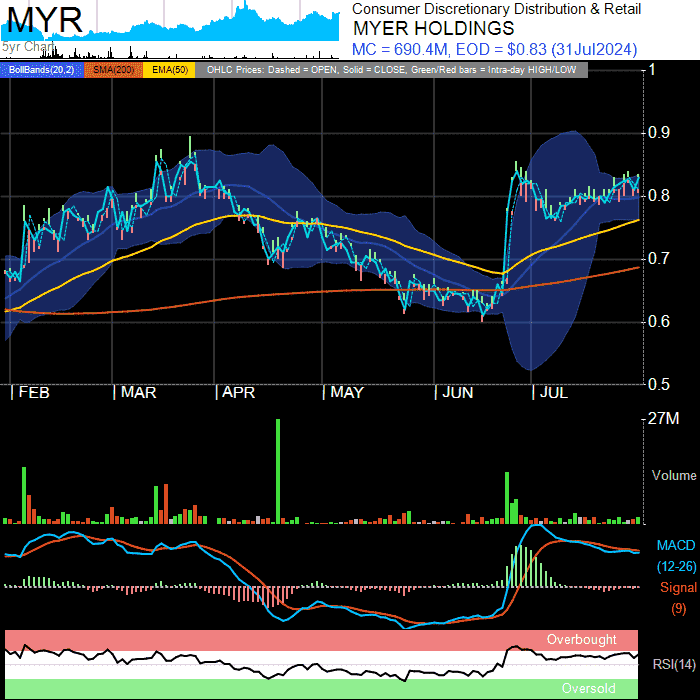 MYR
5yr Chart
Consumer Discretionary Distribution & Retail
MYER HOLDINGS
MC = 690.4M, EOD = $0.83 (31Jul2024)
BollBands(20,2) SMA(200) EMA(50) OHLC Prices: Dashed = OPEN, Solid = CLOSE, Green/Red bars = Intra-day HIGH/LOW
1
0.9
0.8
0.7
0.6
0.5
FEB MAR APR MAY JUN JUL
27M
Volume
MACD
(12-26)
Signal
(9)
Overbought
RSI(14)
Oversold